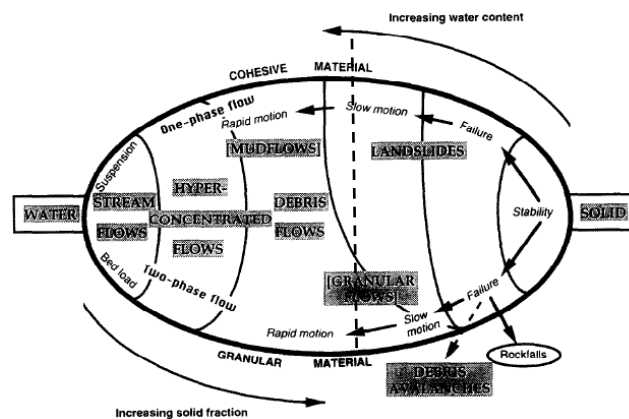 Increasing water content
COHESIVE MATERIAL
One-phase flow
Rapid motion
Slow motion
Failure
Suspension
[MUDFLOWS]
LANDSLIDES
HYPER-
STREAM
DEBRIS
WATER
CONCENTRATED
Stability
SOLID
FLOWS
FLOWS
FLOWS
Bed load
Two-phase flow
[GRANULAR
FLOWS]
Failure
Rapid motion
Slow
motion
GRANULAR MATERIAL
Rockfalls
DEBRIS
AVALANCHES
Increasing solid fraction